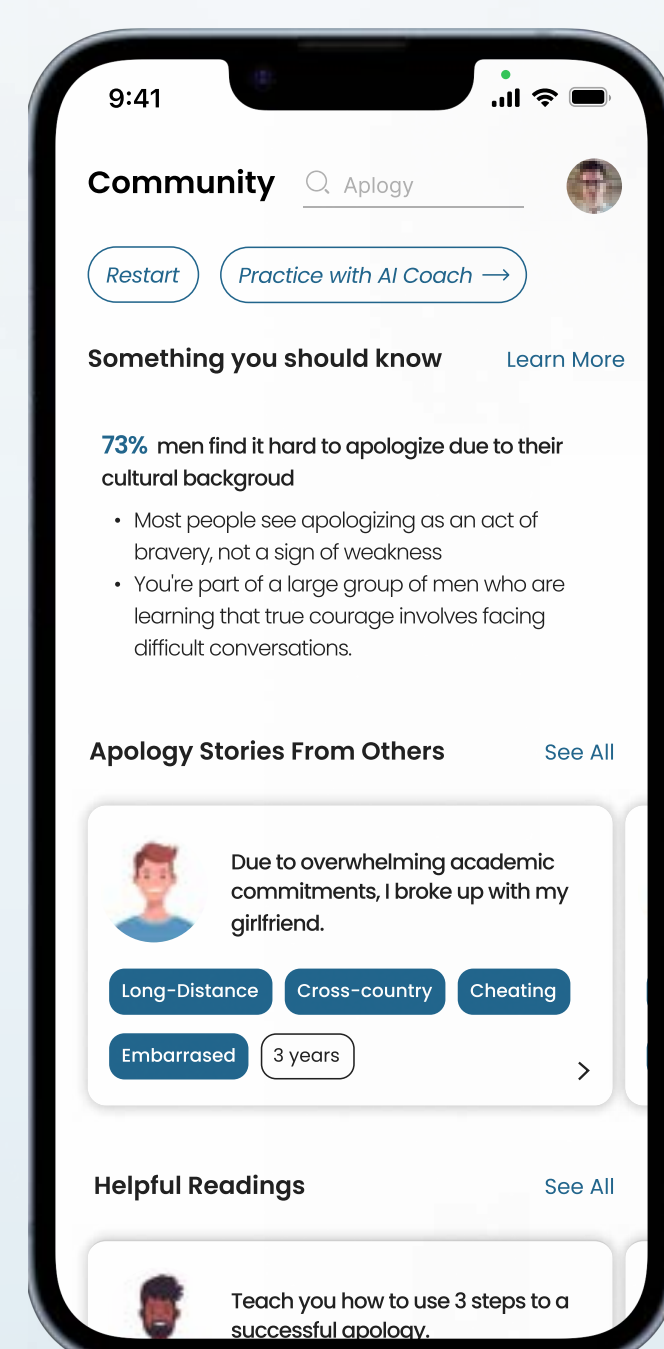 9:41
Community
Aplogy
Restart
Practice with AI Coach →
Something you should know
Learn More
73% men find it hard to apologize due to their
cultural backgroud
• Most people see apologizing as an act of
bravery, not a sign of weakness
• You're part of a large group of men who are
learning that true courage involves facing
difficult conversations.
Apology Stories From Others
See All
Due to overwhelming academic
commitments, I broke up with my
girlfriend.
Long-Distance
Cross-country
Cheating
Embarrased
3 years
Helpful Readings
See All
Teach you how to use 3 steps to a
successful apology.